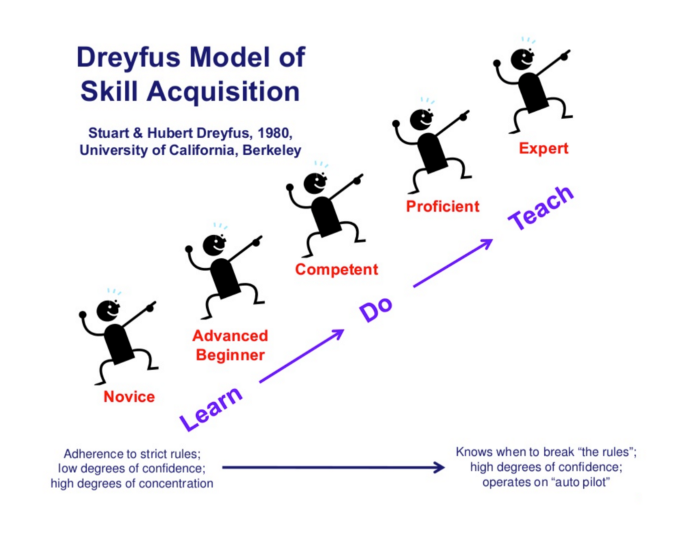 Dreyfus Model of
Skill Acquisition
Stuart & Hubert Dreyfus, 1980,
University of California, Berkeley
Expert
Proficient
Competent
Advanced
Beginner
Novice
Learn
Do
Teach
Adherence to strict rules;
low degrees of confidence;
high degrees of concentration
Knows when to break “the rules”;
high degrees of confidence;
operates on “auto pilot”